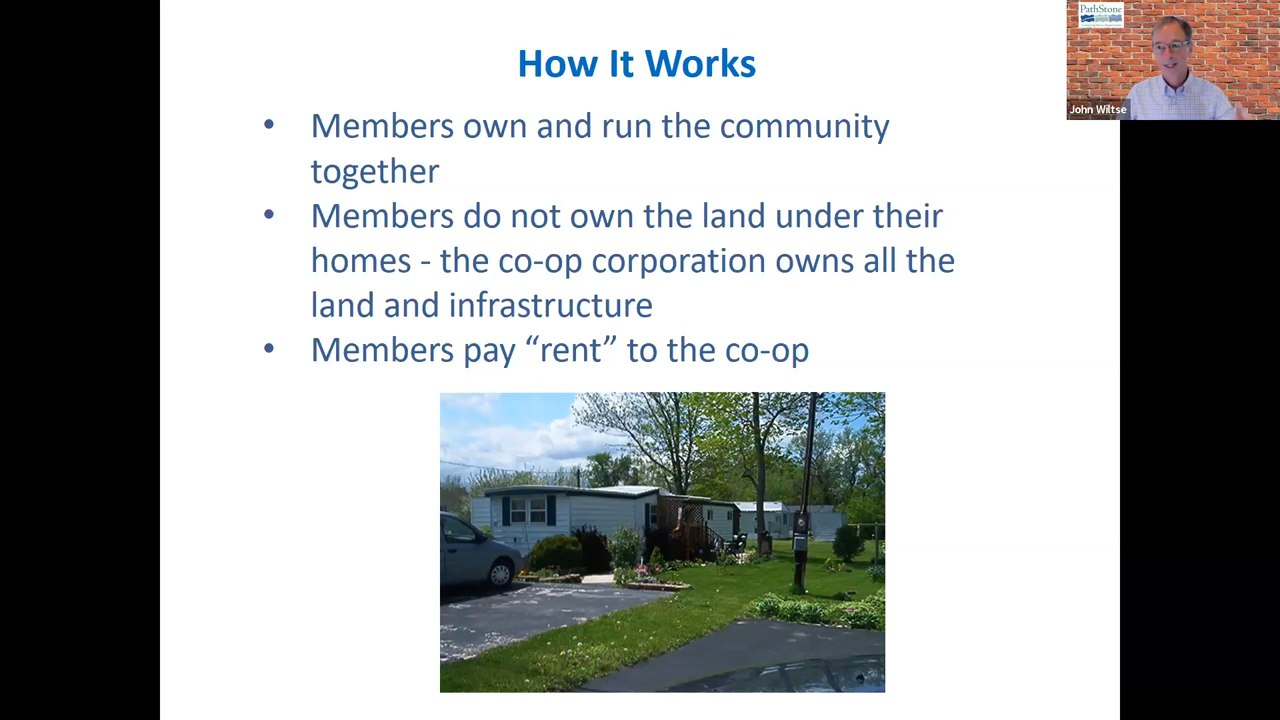 How It Works
• Members own and run the community
together
• Members do not own the land under their
homes - the co-op corporation owns all the
land and infrastructure
• Members pay “rent” to the co-op
PathStone
John Wiltse